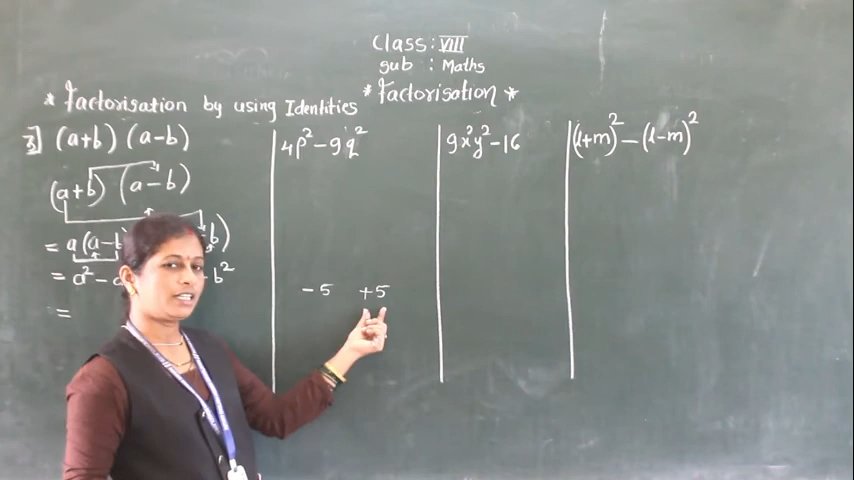 Class: VIII
Sub : Maths
* Factorisation *
* Factorisation by using Identities
3] (a+b) (a-b)
(a+b) (a-b)
= a(a-b b)
= a² - a - b²
=
4p² - 9q²
- 5 + 5
9x²y² - 16
(l+m)² - (l-m)²